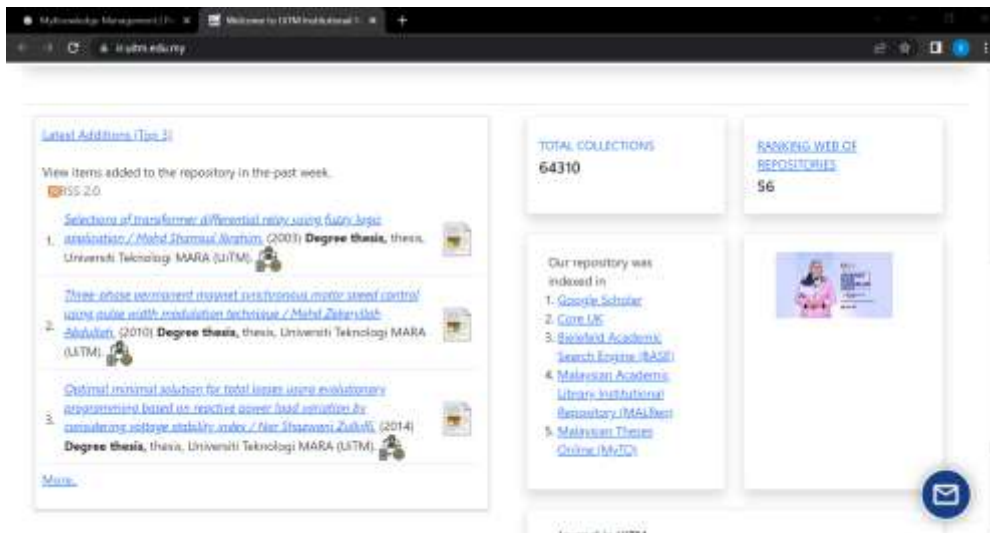 MyKnowledge Management | P
Welcome to UiTM Institutional
ir.uitm.edu.my
Latest Additions (Top 3)
View items added to the repository in the past week.
RSS 2.0
1. Selections of transformer differential relay using fuzzy logic
application / Mohd Shamsul Ibrahim. (2003) Degree thesis, thesis,
Universiti Teknologi MARA (UiTM).
2. Three-phase permanent magnet synchronous motor speed control
using pulse width modulation technique / Mohd
Abdullah. (2010) Degree thesis, thesis, Universiti Teknologi MARA
(UiTM).
3. Optimal minimal solution for total losses using evolutionary
programming based on reactive power load variation by
considering voltage stability index / Nor Shazwani Zulkifli. (2014)
Degree thesis, thesis, Universiti Teknologi MARA (UiTM).
More..
TOTAL COLLECTIONS
64310
RANKING WEB OF
REPOSITORIES
56
Our repository was
indexed in
1. Google Scholar
2. Core UK
3. Bielefeld Academic
Search Engine (BASE)
4. Malaysian Academic
Library Institutional
Repository (MALRep)
5. Malaysian Theses
Online (MyTO)